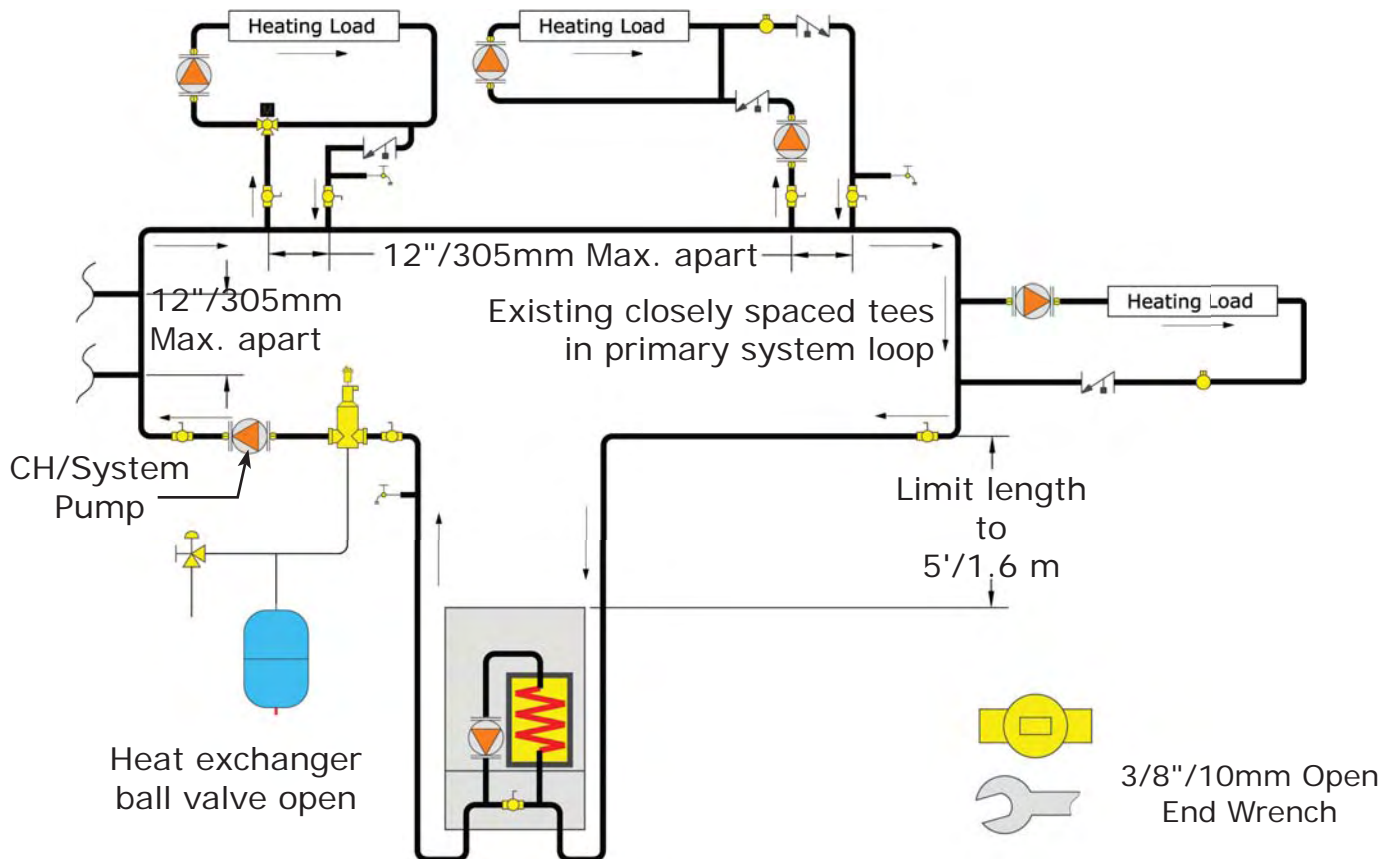 Heating Load
Heating Load
12"/305mm Max. apart
12"/305mm
Max. apart
Existing closely spaced tees
in primary system loop
Heating Load
CH/System
Pump
Limit length
to
5'/1.6 m
Heat exchanger
ball valve open
3/8"/10mm Open
End Wrench